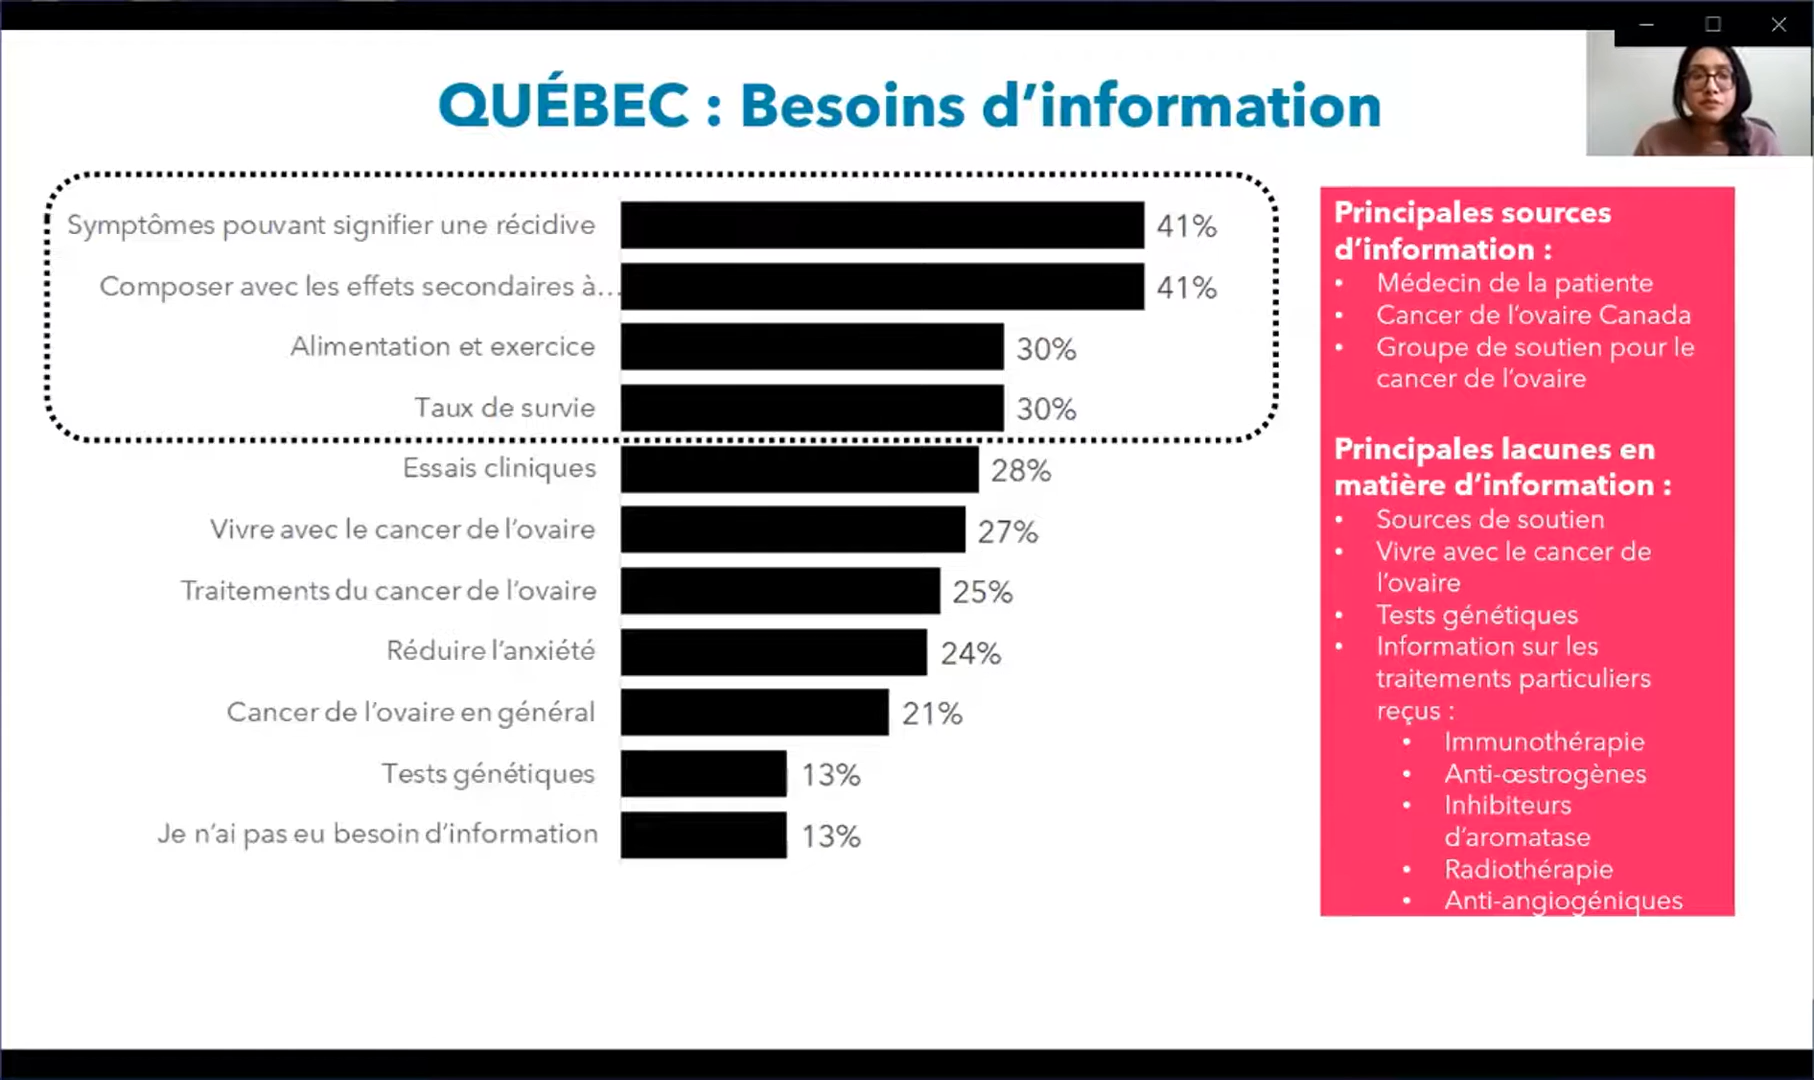 QUÉBEC : Besoins d’information
Symptômes pouvant signifier une récidive
41%
Composer avec les effets secondaires à…
41%
Alimentation et exercice
30%
Taux de survie
30%
Essais cliniques
28%
Vivre avec le cancer de l’ovaire
27%
Traitements du cancer de l’ovaire
25%
Réduire l’anxiété
24%
Cancer de l’ovaire en général
21%
Tests génétiques
13%
Je n’ai pas eu besoin d’information
13%
Principales sources
d’information :
• Médecin de la patiente
• Cancer de l’ovaire Canada
• Groupe de soutien pour le
cancer de l’ovaire
Principales lacunes en
matière d’information :
• Sources de soutien
• Vivre avec le cancer de
l’ovaire
• Tests génétiques
• Information sur les
traitements particuliers
reçus :
• Immunothérapie
• Anti-œstrogènes
• Inhibiteurs
d’aromatase
• Radiothérapie
• Anti-angiogéniques